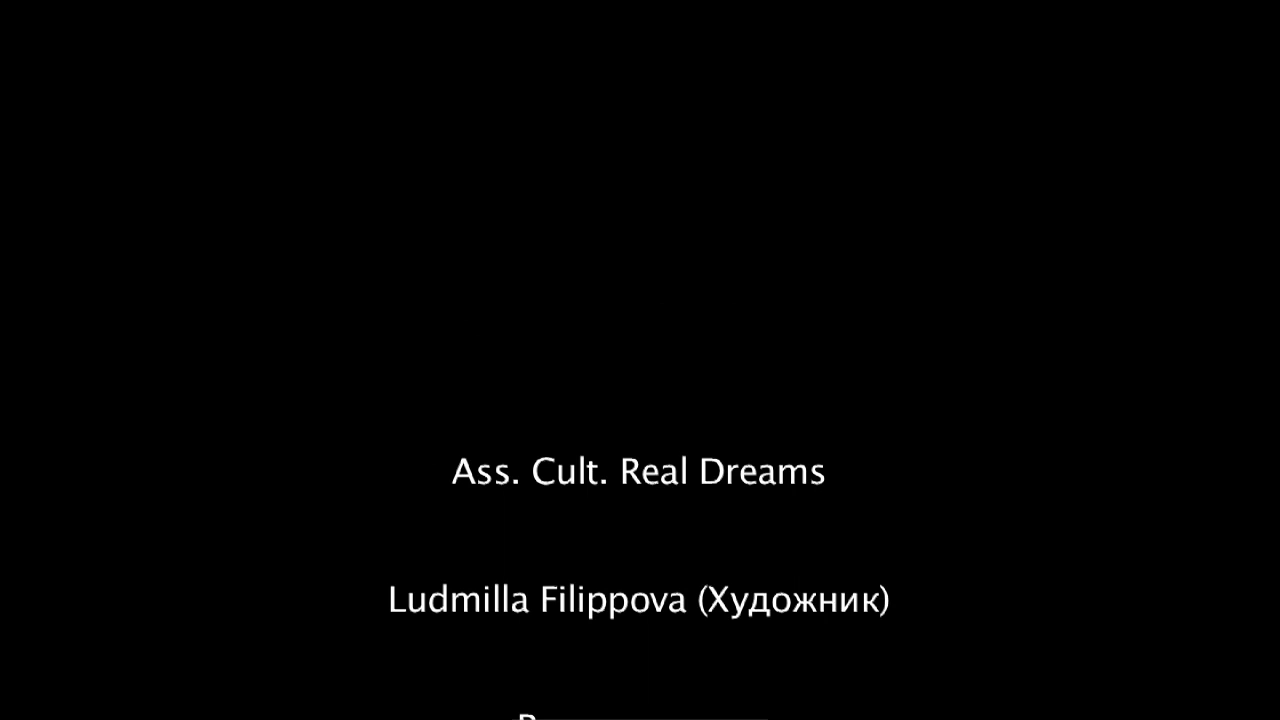 Ass. Cult. Real Dreams
Ludmilla Filippova (Художник)